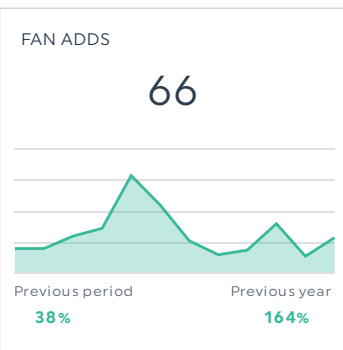 FAN ADDS
66
Previous period
Previous year
38%
164%